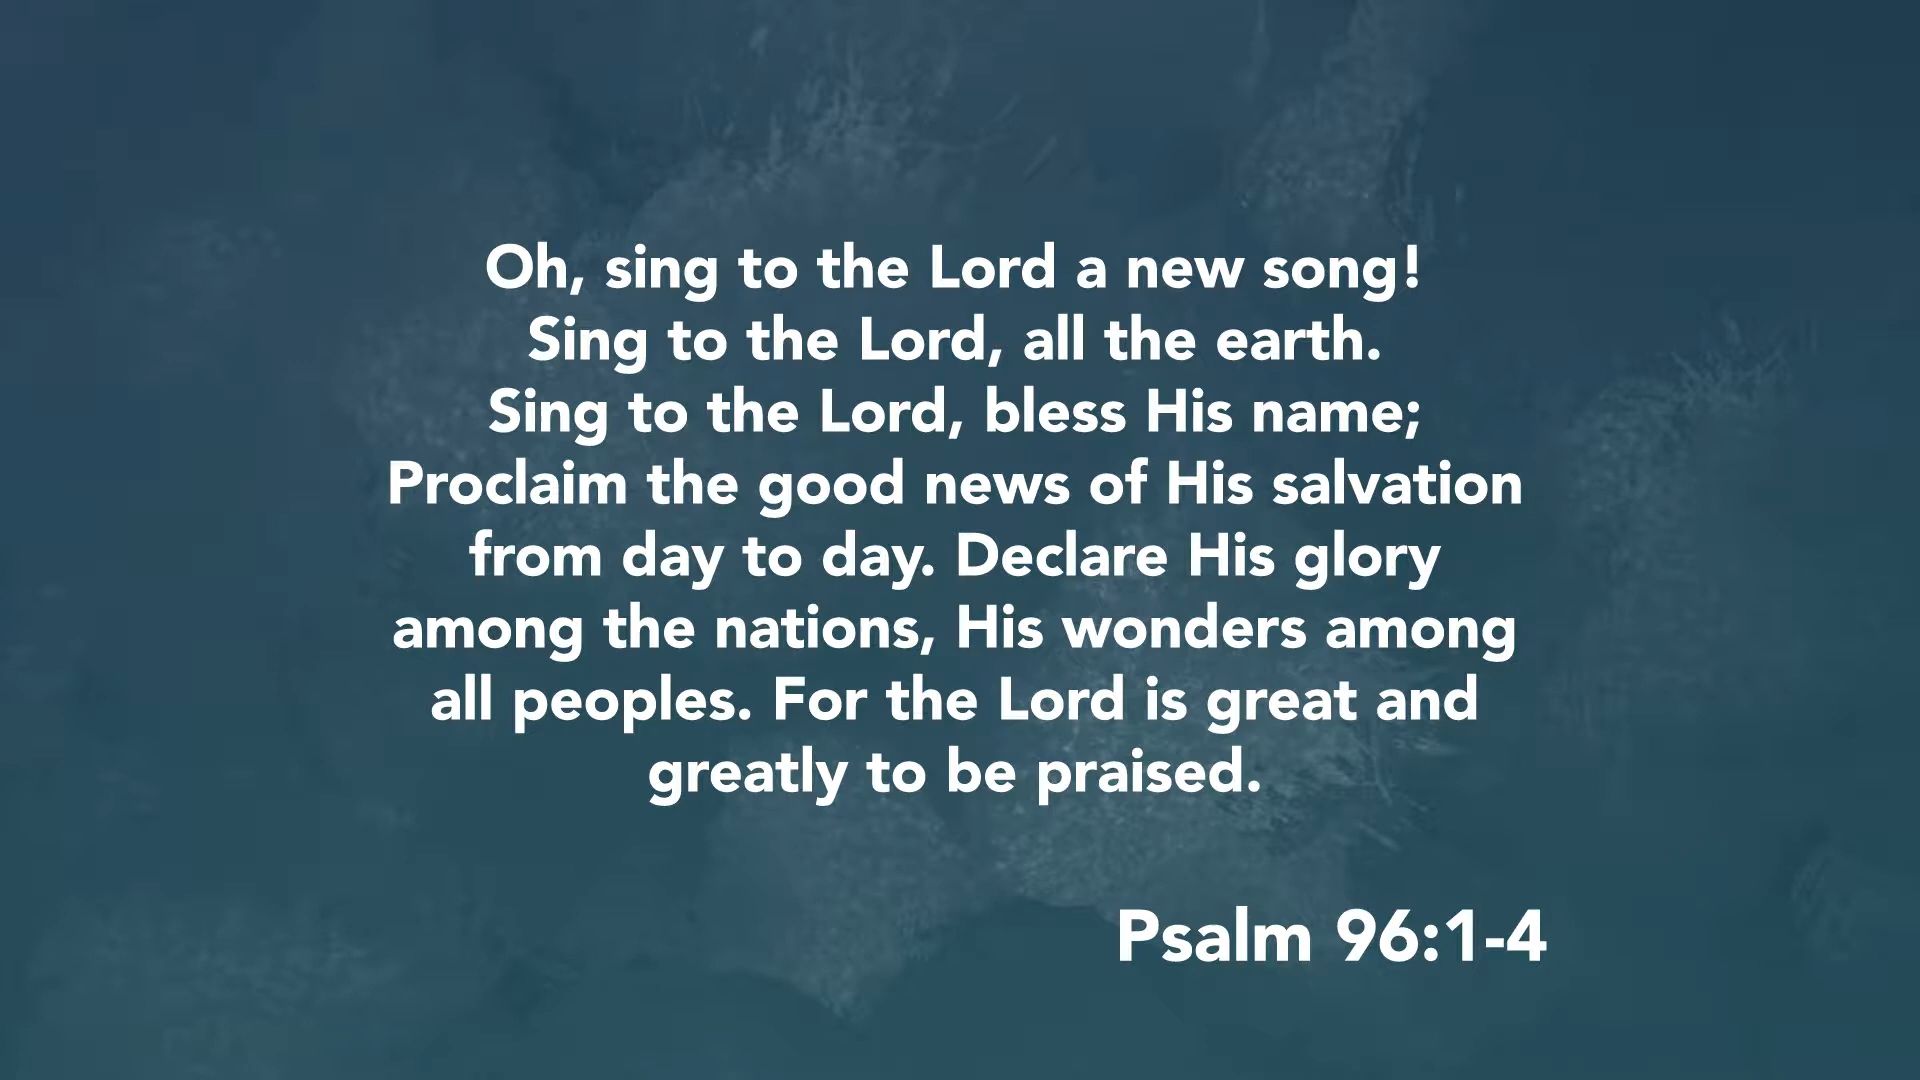 Oh, sing to the Lord a new song!
Sing to the Lord, all the earth.
Sing to the Lord, bless His name;
Proclaim the good news of His salvation
from day to day. Declare His glory
among the nations, His wonders among
all peoples. For the Lord is great and
greatly to be praised.
Psalm 96:1-4